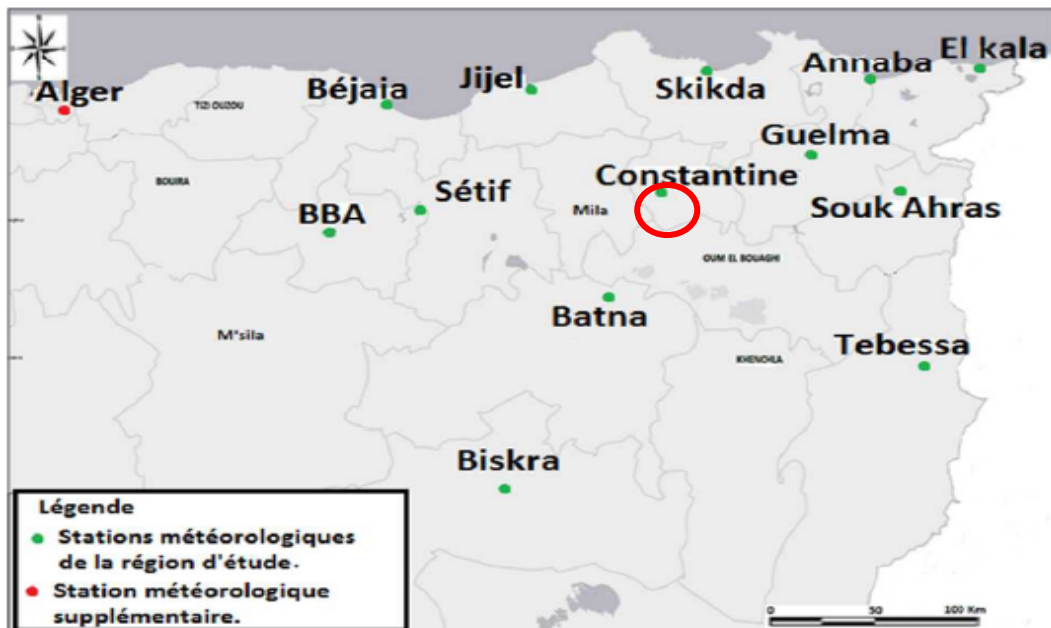 El kala
Annaba
Alger
Béjaia
Jijel
Skikda
TIZI OUZOU
Guelma
BOUIRA
Sétif
Constantine
BBA
Mila
Souk Ahras
OUM EL BOUAGHI
Batna
M'sila
Tebessa
KHENCHLA
Biskra
Légende
Stations météorologiques
de la région d'étude.
Station météorologique
supplémentaire.
0 50 100 Km